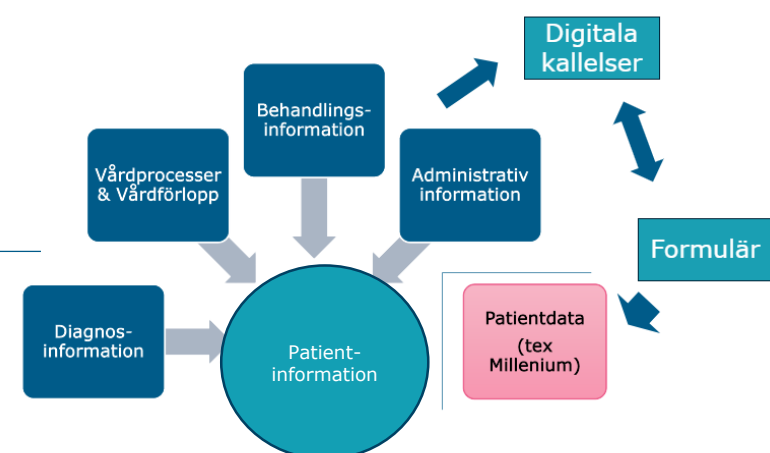 Digitala
kallelser
Behandlings-
information
Vårdprocesser
& Vårdförlopp
Administrativ
information
Formulär
Diagnos-
information
Patient-
information
Patientdata
(tex
Millenium)